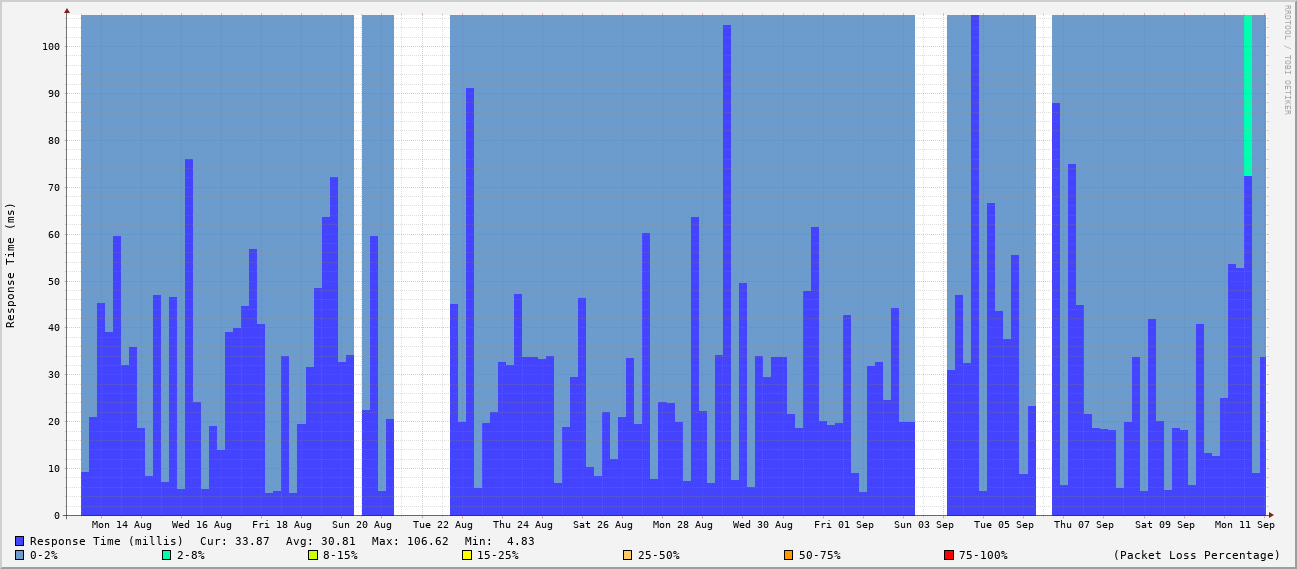 RRDTOOL / TOBI OETIKER
Response Time (ms)
100
90
80
70
60
50
40
30
20
10
0
Mon 14 Aug Wed 16 Aug Fri 18 Aug Sun 20 Aug Tue 22 Aug Thu 24 Aug Sat 26 Aug Mon 28 Aug Wed 30 Aug Fri 01 Sep Sun 03 Sep Tue 05 Sep Thu 07 Sep Sat 09 Sep Mon 11 Sep
Response Time (millis) Cur: 33.87 Avg: 30.81 Max: 106.62 Min: 4.83
0-2% 2-8% 8-15% 15-25% 25-50% 50-75% 75-100% (Packet Loss Percentage)